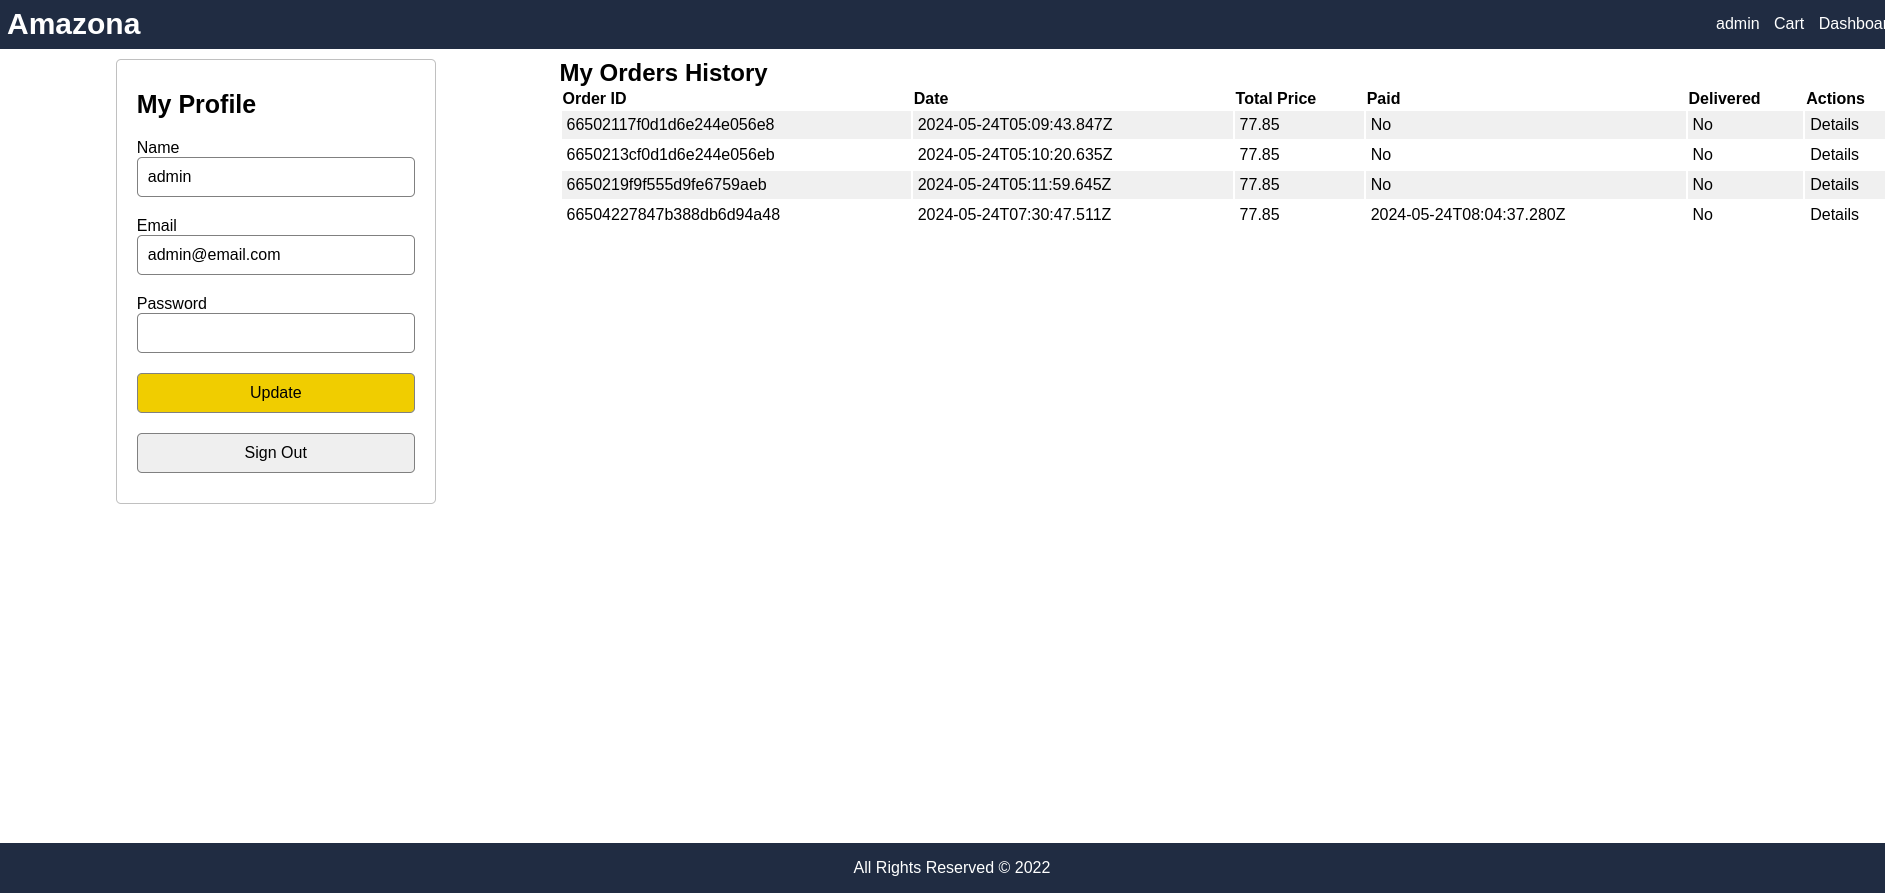 Amazona
admin Cart
My Profile
Name
admin
Email
admin@email.com
Password
Update
Sign Out
My Orders History
Order ID Date Total Price Paid Delivered Actions
66502117f0d1d6e244e056e8 2024-05-24T05:09:43.847Z 77.85 No No Details
6650213cf0d1d6e244e056eb 2024-05-24T05:10:20.635Z 77.85 No No Details
6650219f9f555d9fe6759aeb 2024-05-24T05:11:59.645Z 77.85 No No Details
66504227847b388db6d94a48 2024-05-24T07:30:47.511Z 77.85 2024-05-24T08:04:37.280Z No Details
All Rights Reserved © 2022